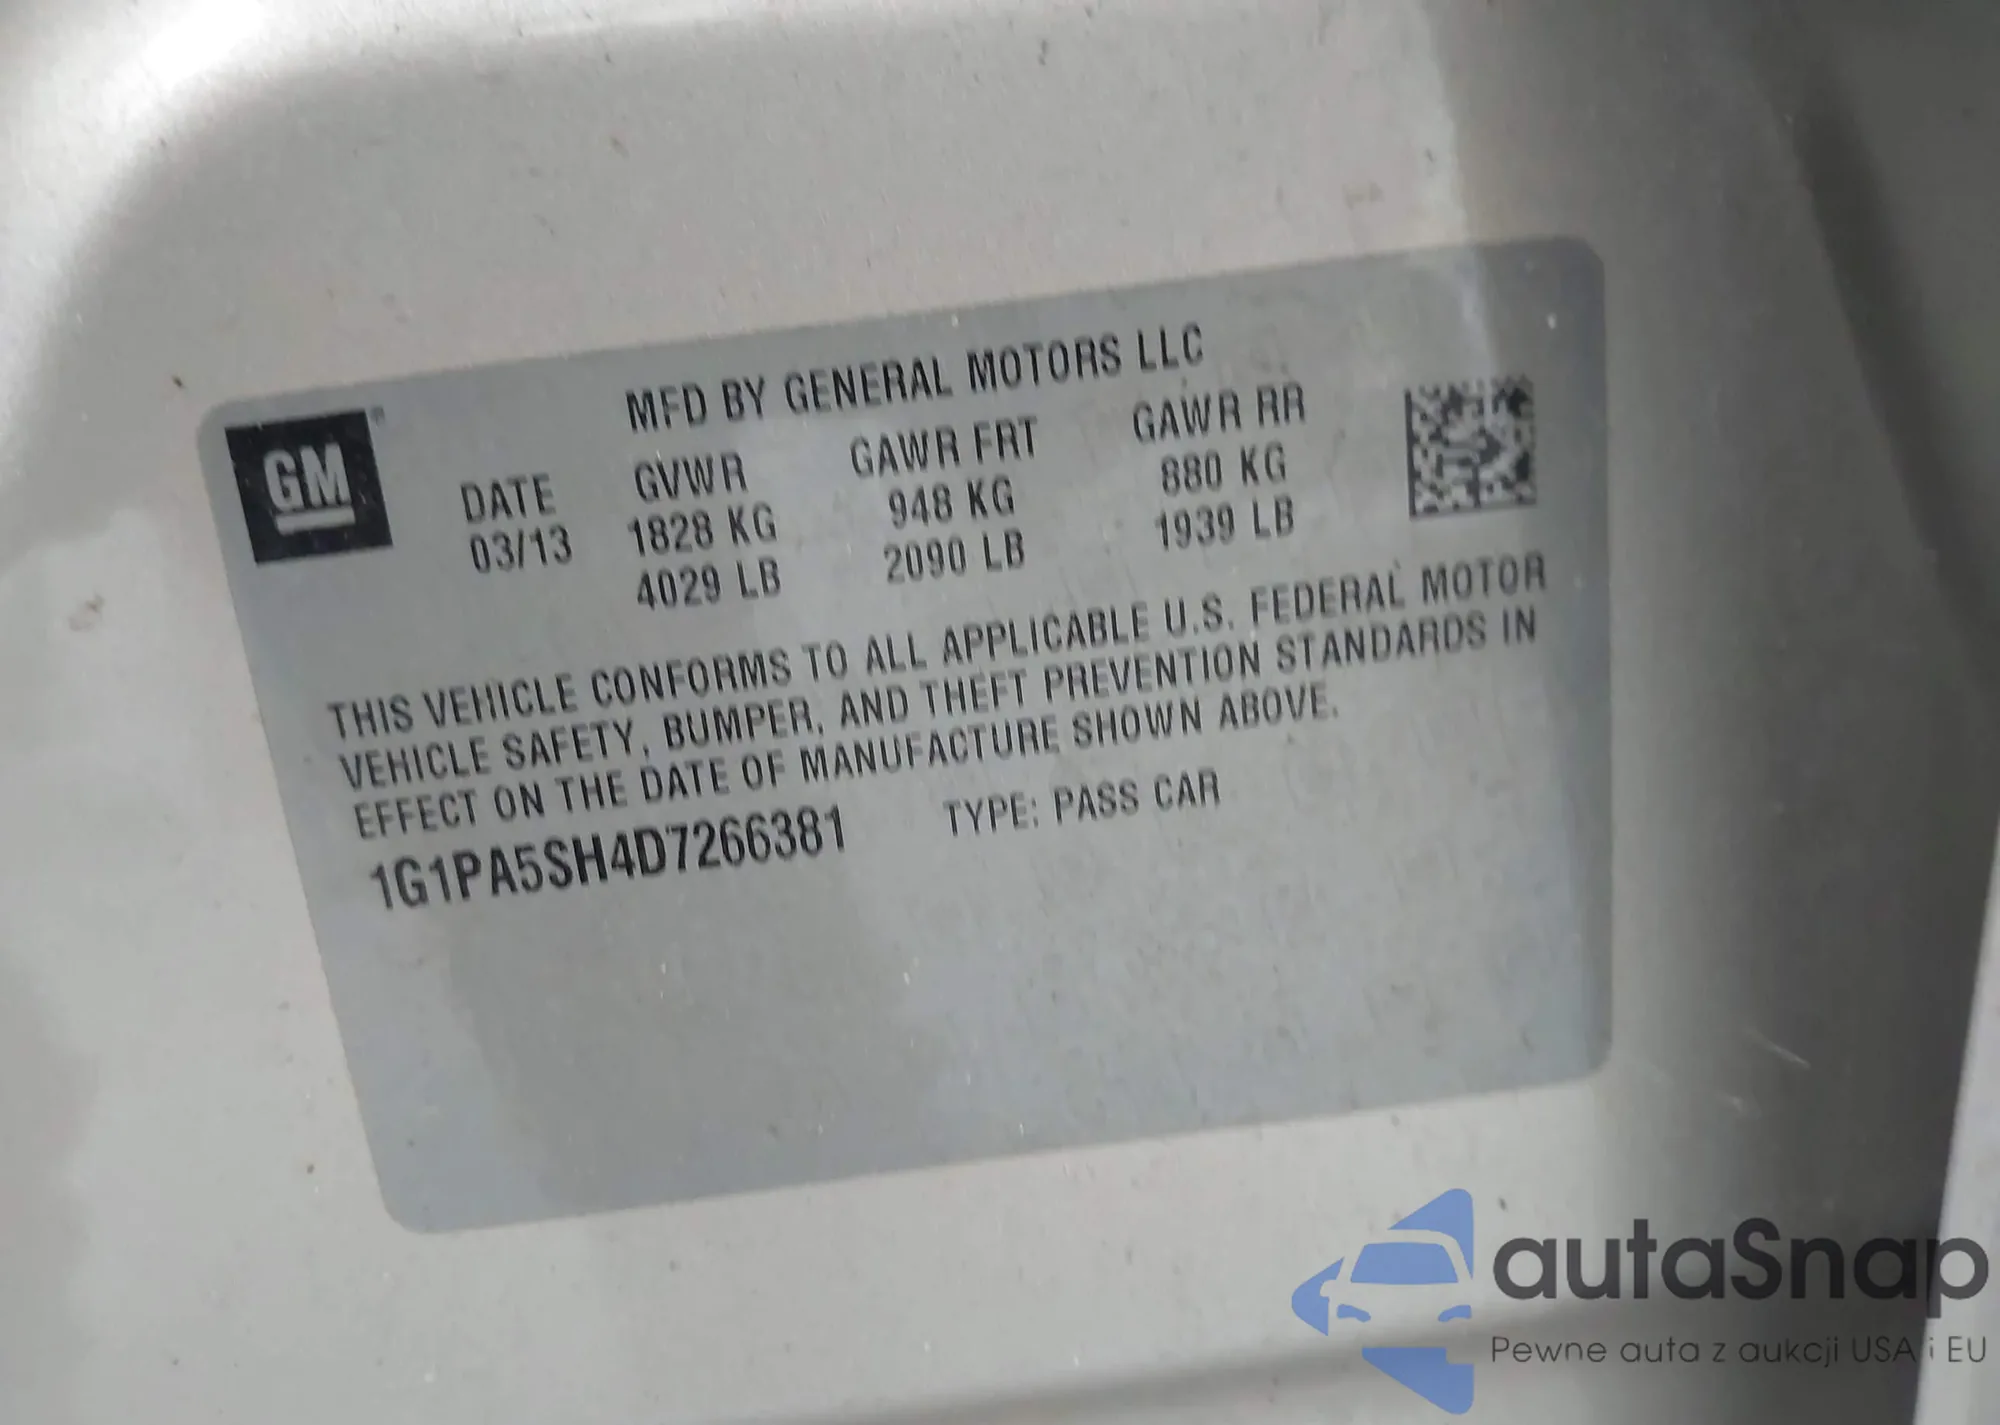 MFD BY GENERAL MOTORS LLC
GM
DATE GVWR GAWR FRT GAWR RR
03/13 1828 KG 948 KG 880 KG
4029 LB 2090 LB 1939 LB
THIS VEHICLE CONFORMS TO ALL APPLICABLE U.S. FEDERAL MOTOR
VEHICLE SAFETY, BUMPER, AND THEFT PREVENTION STANDARDS IN
EFFECT ON THE DATE OF MANUFACTURE SHOWN ABOVE.
1G1PA5SH4D7266381 TYPE: PASS CAR
autaSnap
Pewne auta z aukcji USA i EU